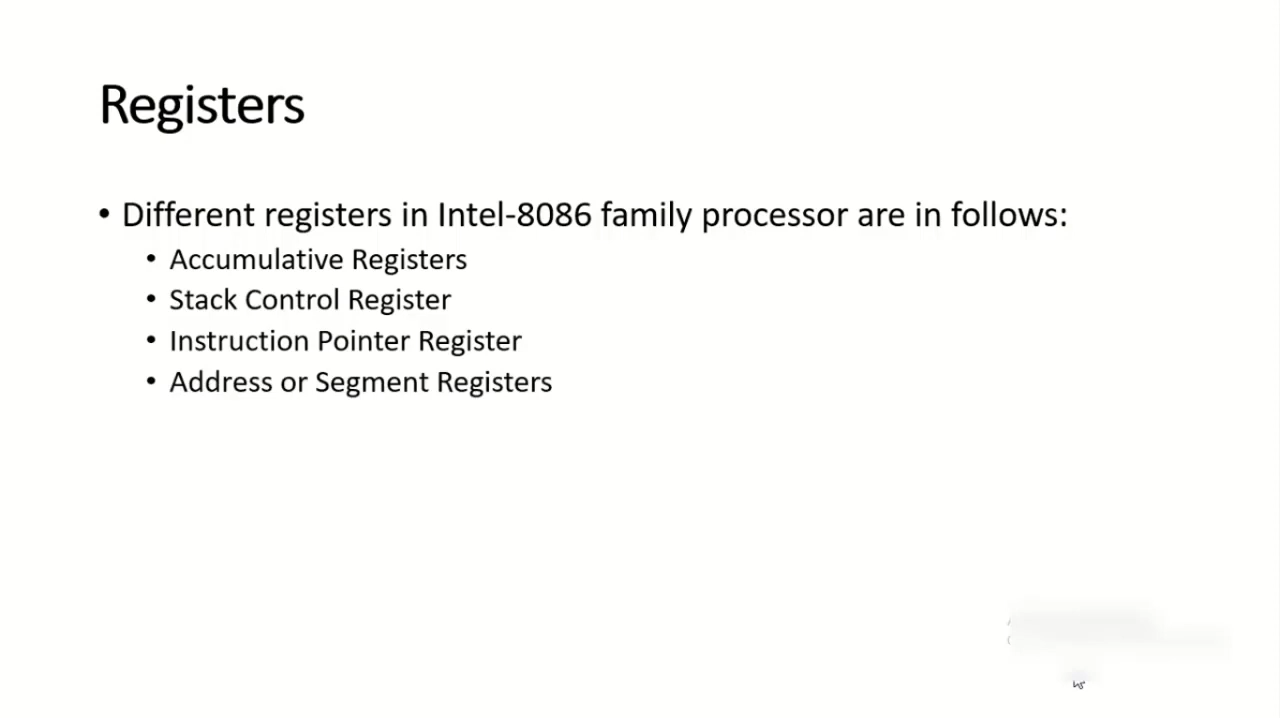 Registers
• Different registers in Intel-8086 family processor are in follows:
• Accumulative Registers
• Stack Control Register
• Instruction Pointer Register
• Address or Segment Registers